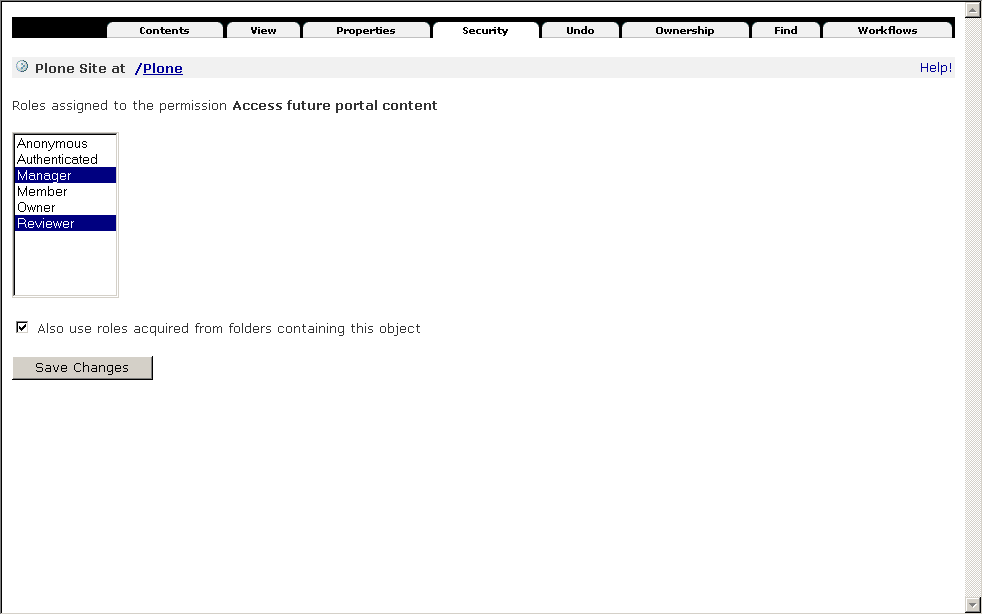 Contents View Properties Security Undo Ownership Find Workflows
Plone Site at /Plone Help!
Roles assigned to the permission Access future portal content
Anonymous
Authenticated
Manager
Member
Owner
Reviewer
Also use roles acquired from folders containing this object
Save Changes